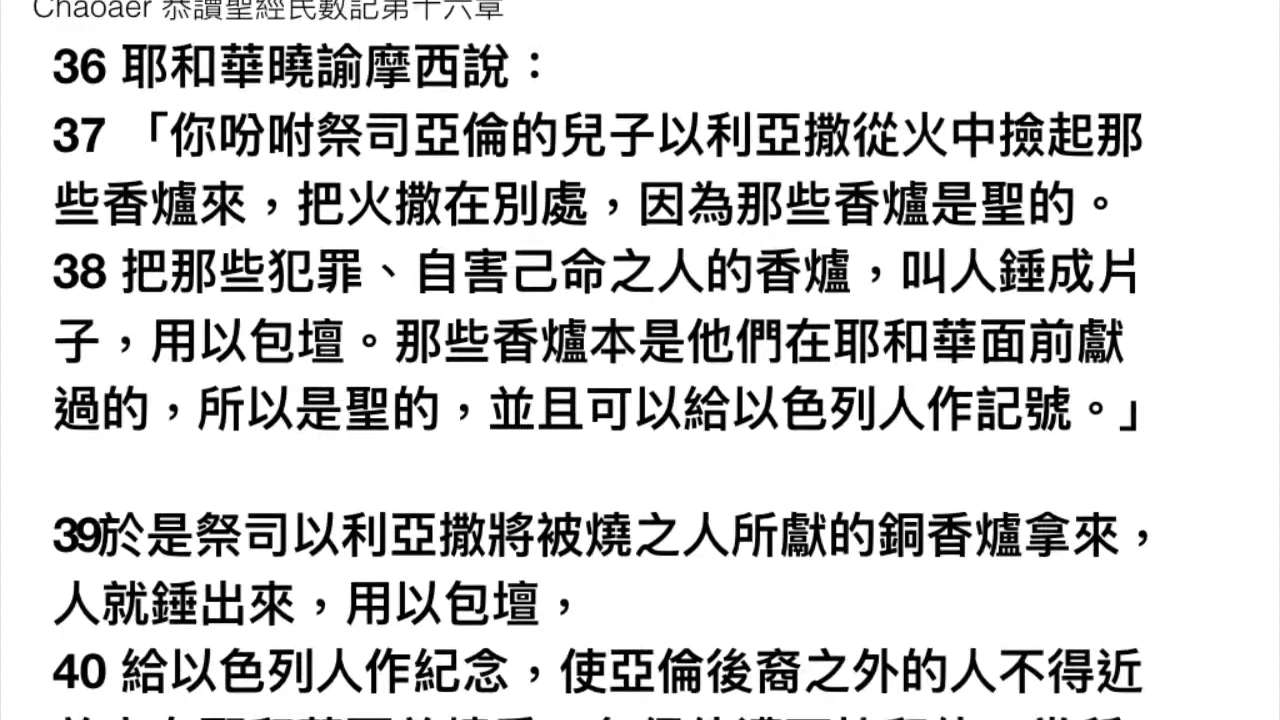 Chaoaer 恭讀聖經民數記第十六章
36 耶和華曉諭摩西說：
37 「你吩咐祭司亞倫的兒子以利亞撒從火中撿起那
些香爐來，把火撒在別處，因為那些香爐是聖的。
38 把那些犯罪、自害己命之人的香爐，叫人錘成片
子，用以包壇。那些香爐本是他們在耶和華面前獻
過的，所以是聖的，並且可以給以色列人作記號。」
39於是祭司以利亞撒將被燒之人所獻的銅香爐拿來，
人就錘出來，用以包壇，
40 給以色列人作紀念，使亞倫後裔之外的人不得近